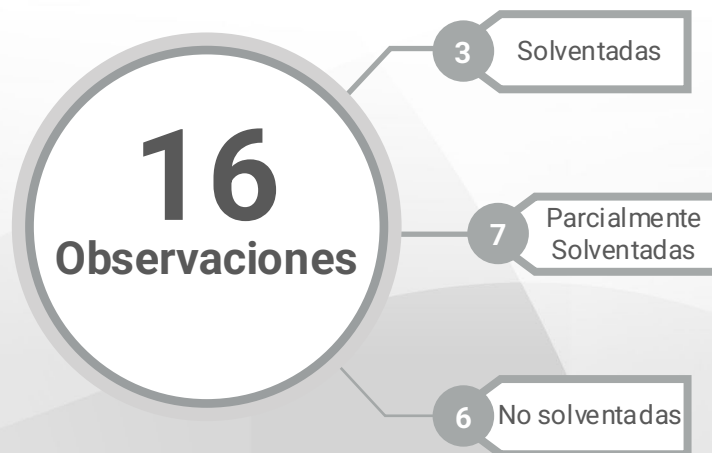 16
Observaciones
3
Solventadas
7
Parcialmente
Solventadas
6
No solventadas